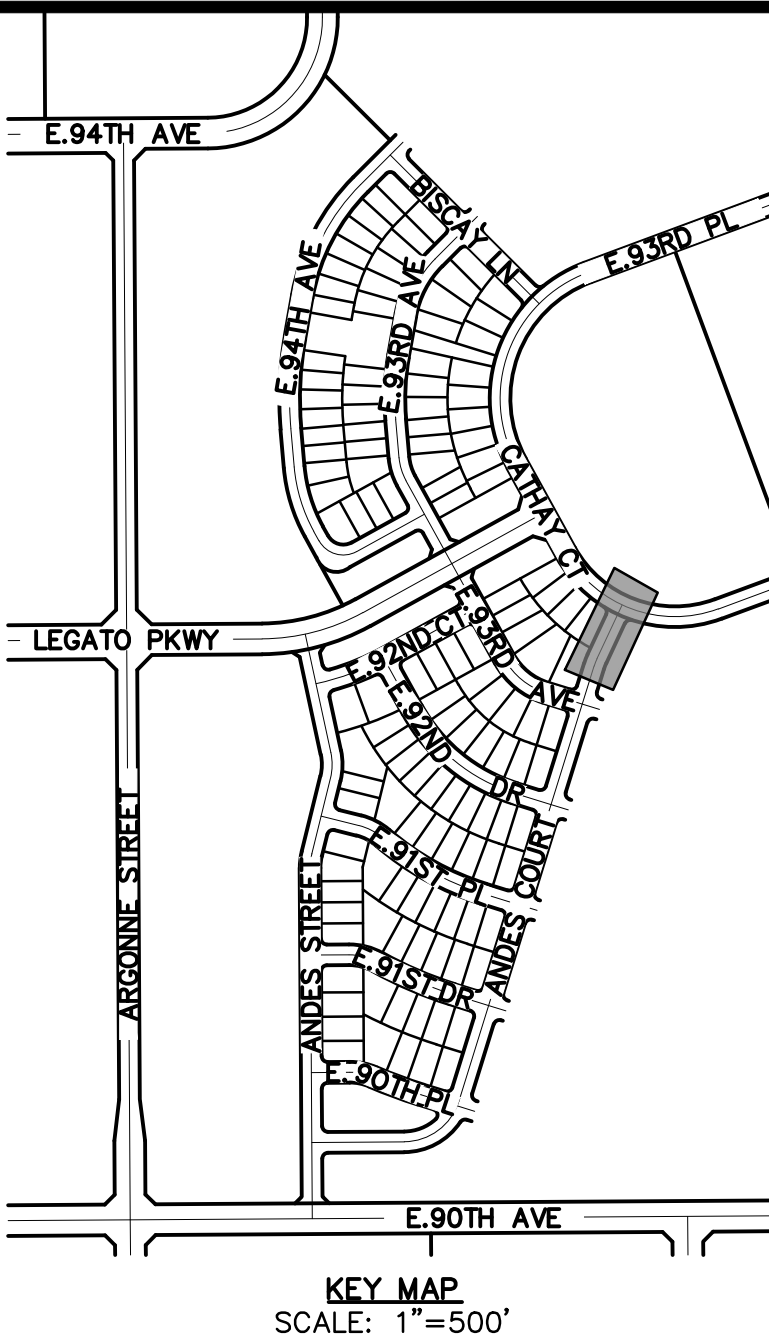 E.94TH AVE
BISCAY LN
E.93RD PL
E.94TH AVE
E.93RD AVE
CATHAY CT
LEGATO PKWY
E.92ND CT
E.93RD AVE
E.92ND DR
E.91ST PL
ANDES COURT
ARGONNE STREET
ANDES STREET
E.91ST DR
E. 90TH PL
E.90TH AVE
KEY MAP
SCALE: 1"=500'